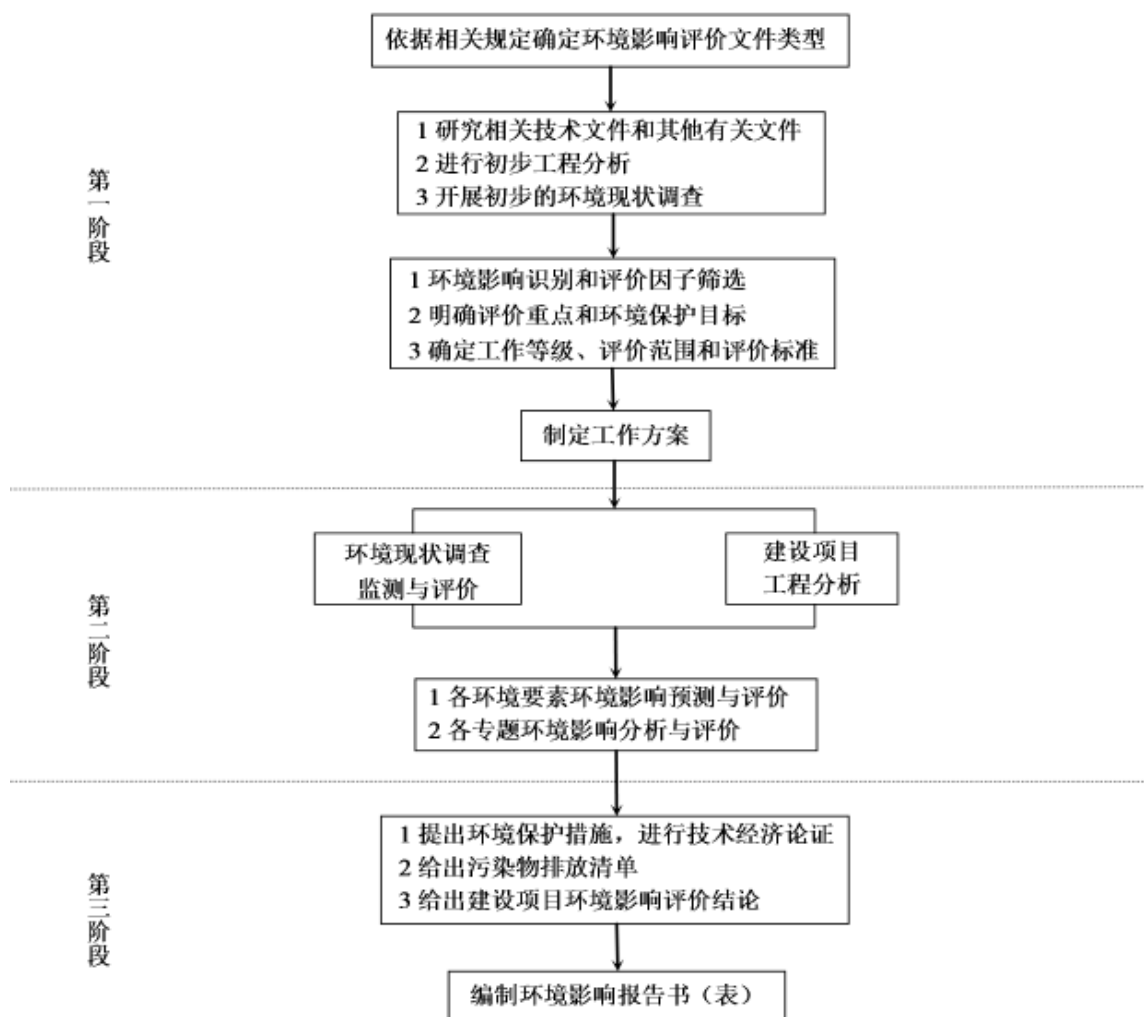 依据相关规定确定环境影响评价文件类型
1 研究相关技术文件和其他有关文件
2 进行初步工程分析
3 开展初步的环境现状调查
第一阶段
1 环境影响识别和评价因子筛选
2 明确评价重点和环境保护目标
3 确定工作等级、评价范围和评价标准
制定工作方案
环境现状调查
监测与评价
建设项目
工程分析
第二阶段
1 各环境要素环境影响预测与评价
2 各专题环境影响分析与评价
1 提出环境保护措施，进行技术经济论证
2 给出污染物排放清单
3 给出建设项目环境影响评价结论
第三阶段
编制环境影响报告书（表）